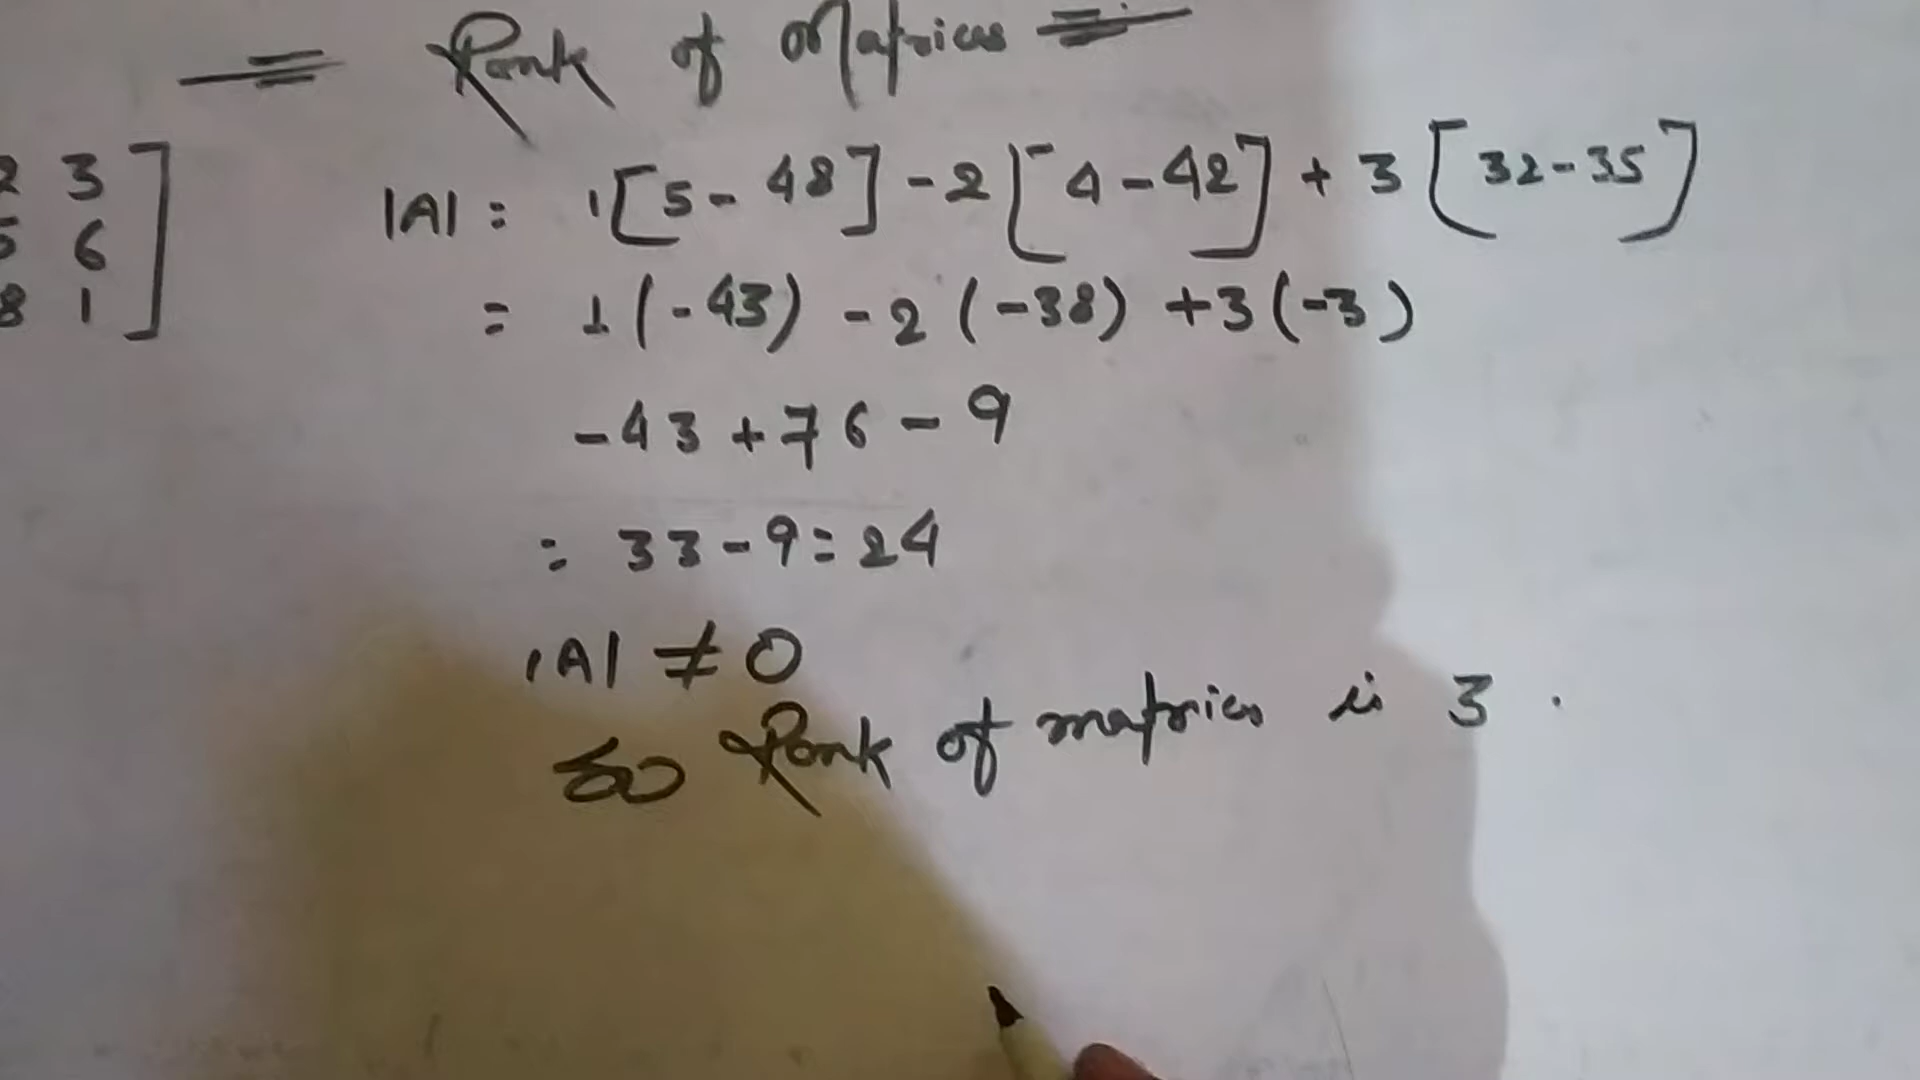 Rank of Matrices
2 3 ]
5 6
8 1
|A| = 1[5 - 48] - 2[4 - 42] + 3[32 - 35]
= 1(-43) - 2(-38) + 3(-3)
-43 + 76 - 9
= 33 - 9 = 24
|A| ≠ 0
So Rank of matrices is 3.